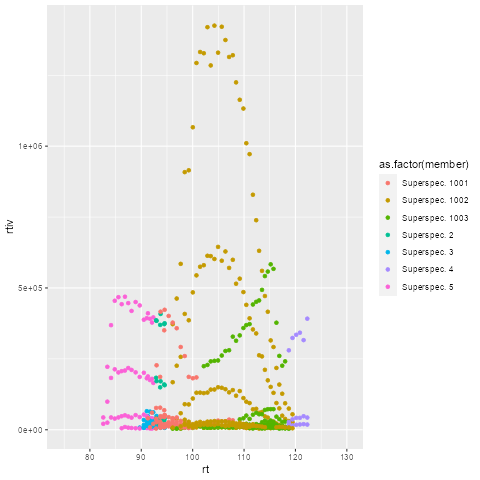 1e+06
5e+05
0e+00
rtiv
80
90
100
110
120
130
rt
as.factor(member)
Superspec. 1001
Superspec. 1002
Superspec. 1003
Superspec. 2
Superspec. 3
Superspec. 4
Superspec. 5